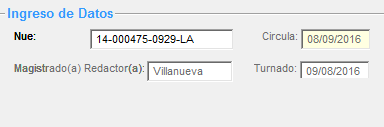 Ingreso de Datos
Nue: 14-000475-0929-LA Circula: 08/09/2016
Magistrado(a) Redactor(a): Villanueva Turnado: 09/08/2016